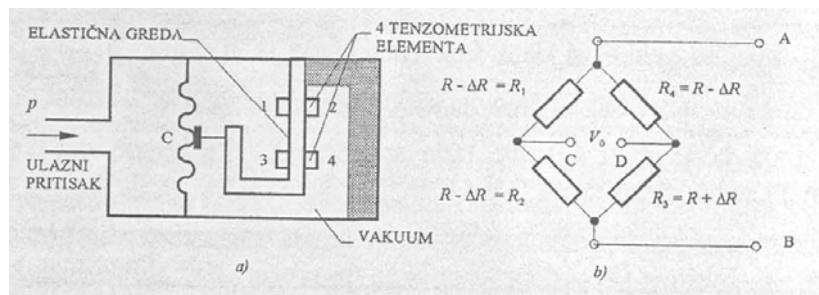 ELASTIČNA GREDA
4 TENZOMETRIJSKA
ELEMENTA
p
ULAZNI
PRITISAK
C
1
2
3
4
VAKUUM
a)
A
R - ΔR = R₁
R₄ = R - ΔR
C
V₀
D
R - ΔR = R₂
R₃ = R + ΔR
B
b)